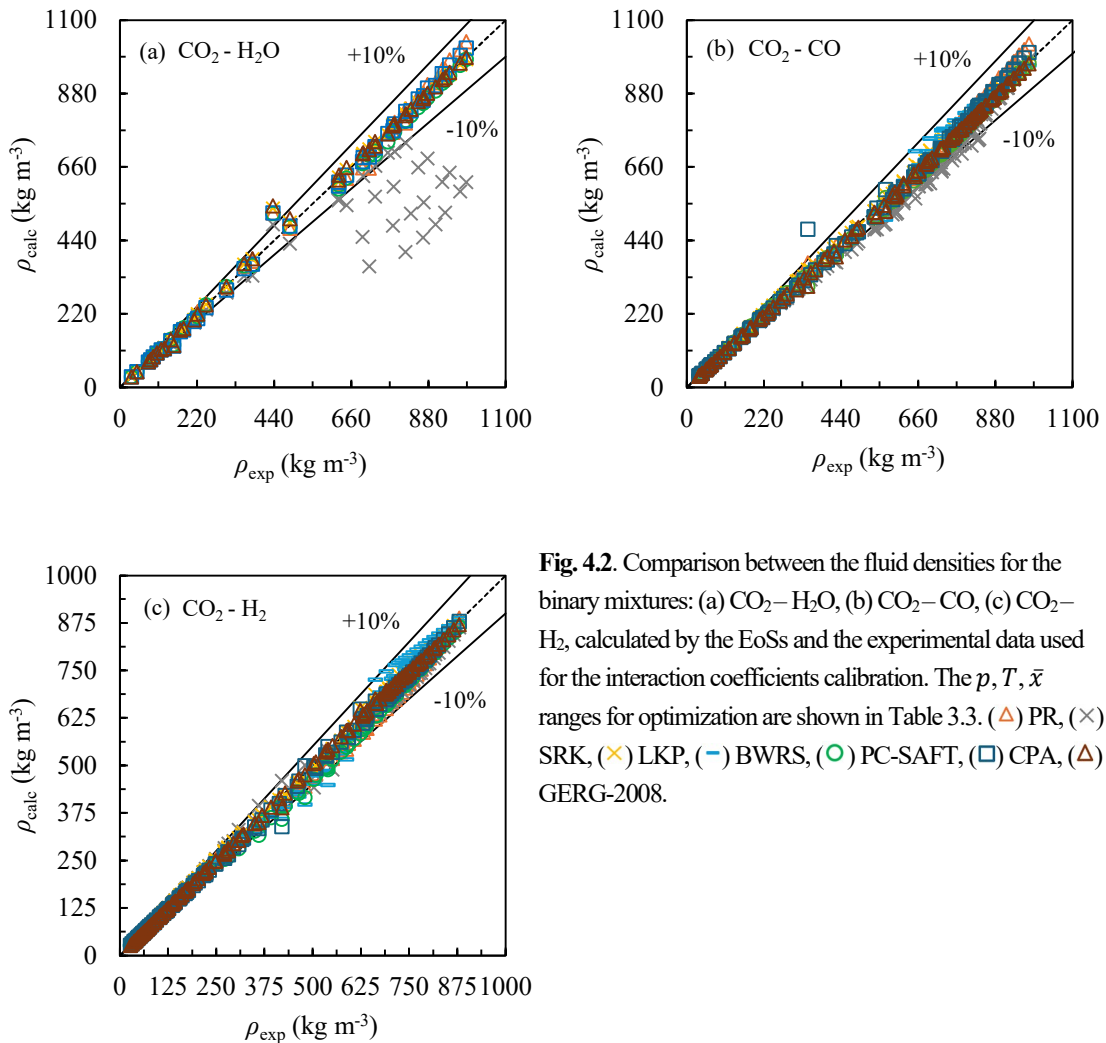 1100
880
660
440
220
0
ρcalc (kg m-3)
(a) CO2 - H2O
+10%
-10%
0 220 440 660 880 1100
ρexp (kg m-3)
1100
880
660
440
220
0
ρcalc (kg m-3)
(b) CO2 - CO
+10%
-10%
0 220 440 660 880 1100
ρexp (kg m-3)
1000
875
750
625
500
375
250
125
0
ρcalc (kg m-3)
(c) CO2 - H2
+10%
-10%
0 125 250 375 500 625 750 875 1000
ρexp (kg m-3)
Fig. 4.2. Comparison between the fluid densities for the
binary mixtures: (a) CO2– H2O, (b) CO2– CO, (c) CO2–
H2, calculated by the EoSs and the experimental data used
for the interaction coefficients calibration. The p, T, x̄
ranges for optimization are shown in Table 3.3. (△) PR, (×)
SRK, (×) LKP, (–) BWRS, (○) PC-SAFT, (□) CPA, (△)
GERG-2008.